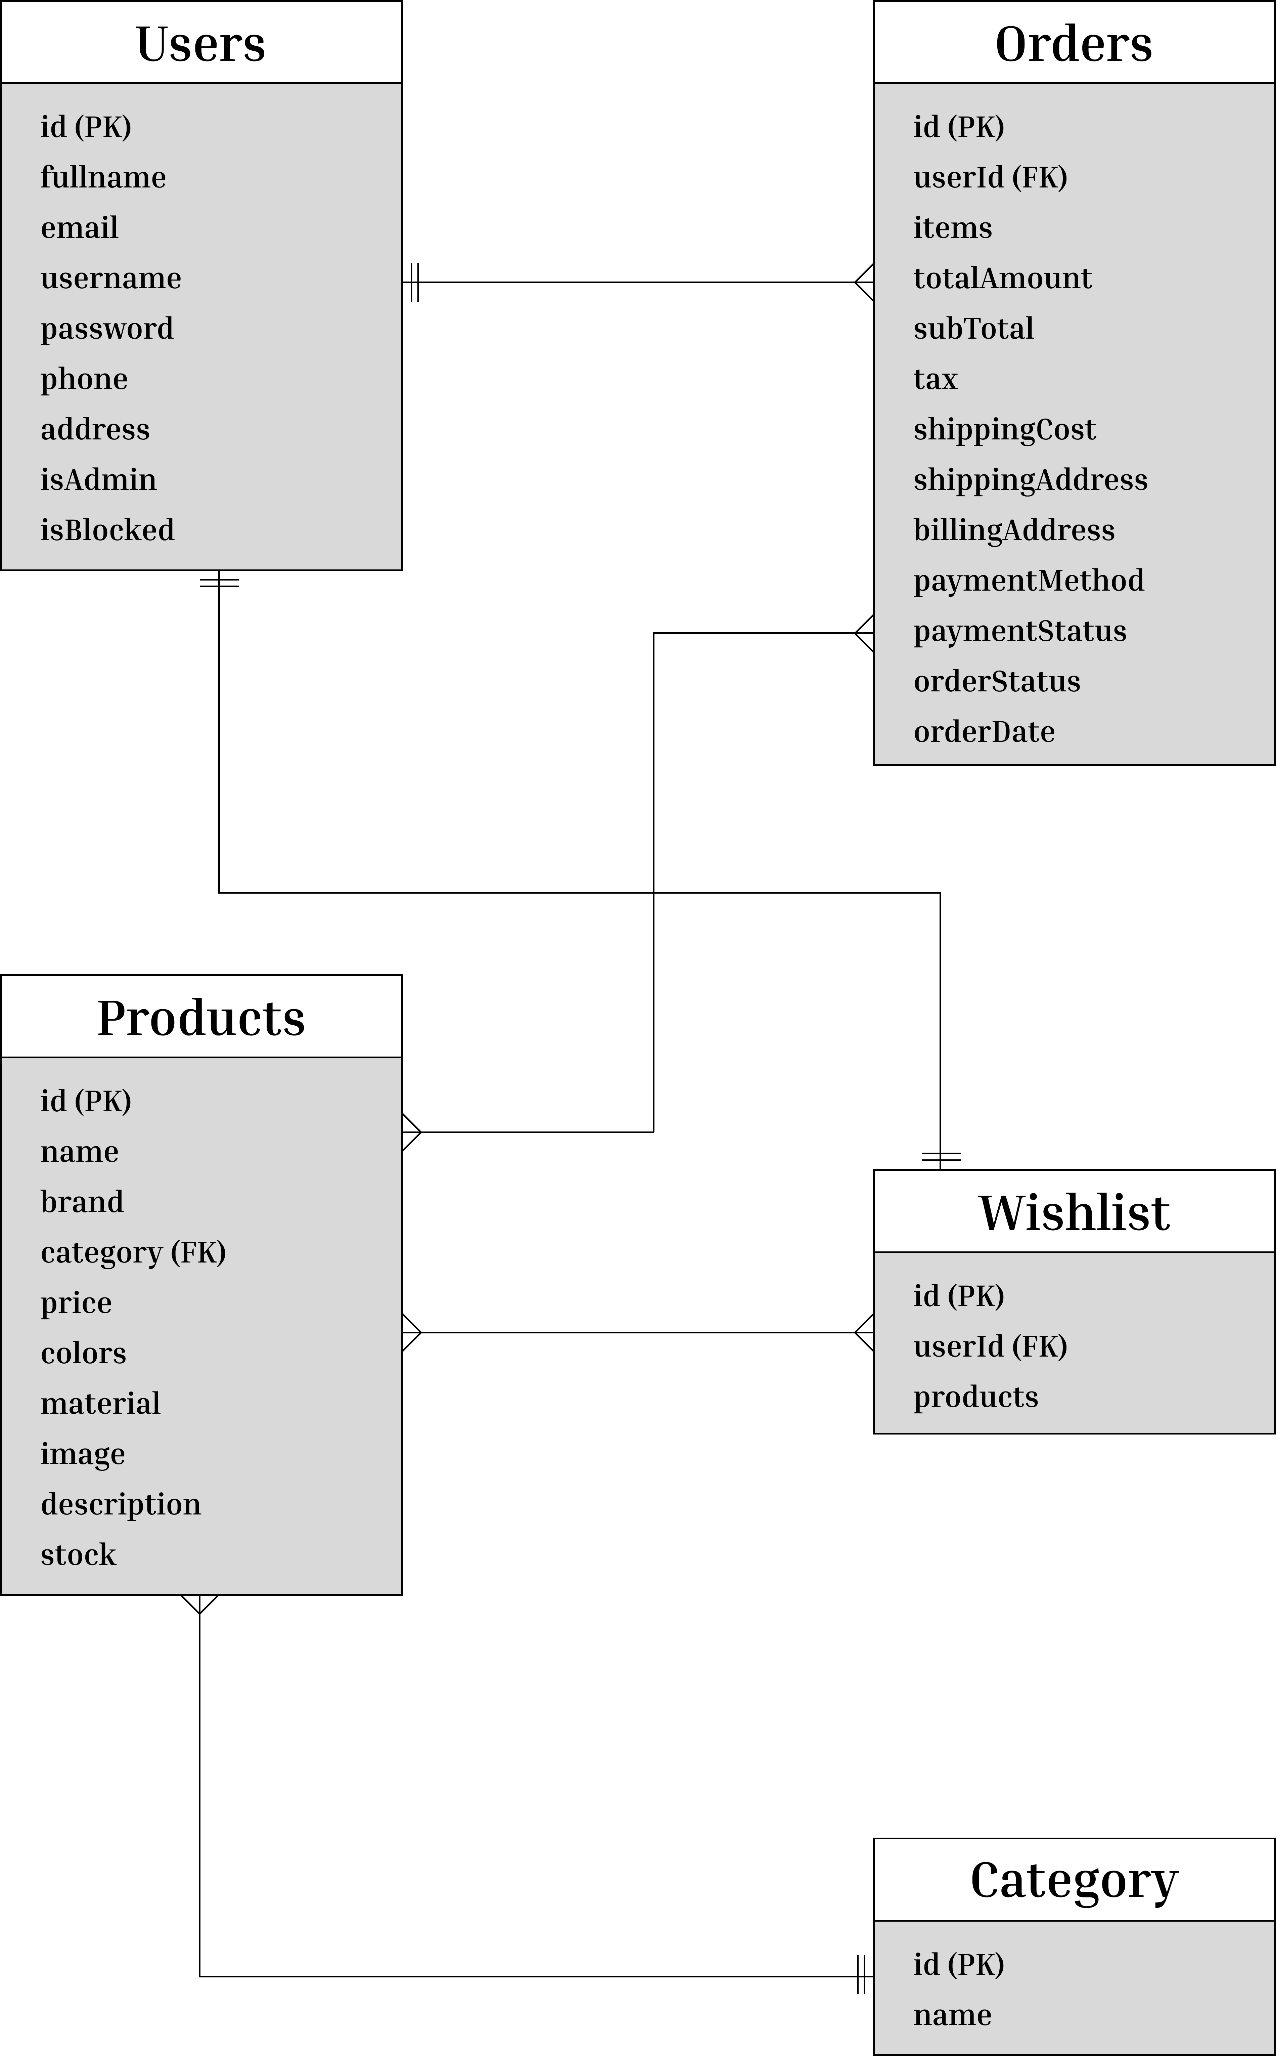 Users
id (PK)
fullname
email
username
password
phone
address
isAdmin
isBlocked
Orders
id (PK)
userId (FK)
items
totalAmount
subTotal
tax
shippingCost
shippingAddress
billingAddress
paymentMethod
paymentStatus
orderStatus
orderDate
Products
id (PK)
name
brand
category (FK)
price
colors
material
image
description
stock
Wishlist
id (PK)
userId (FK)
products
Category
id (PK)
name